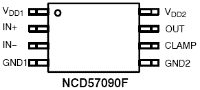 VDD1 VDD2
IN+ OUT
IN− CLAMP
GND1 GND2
NCD57090F